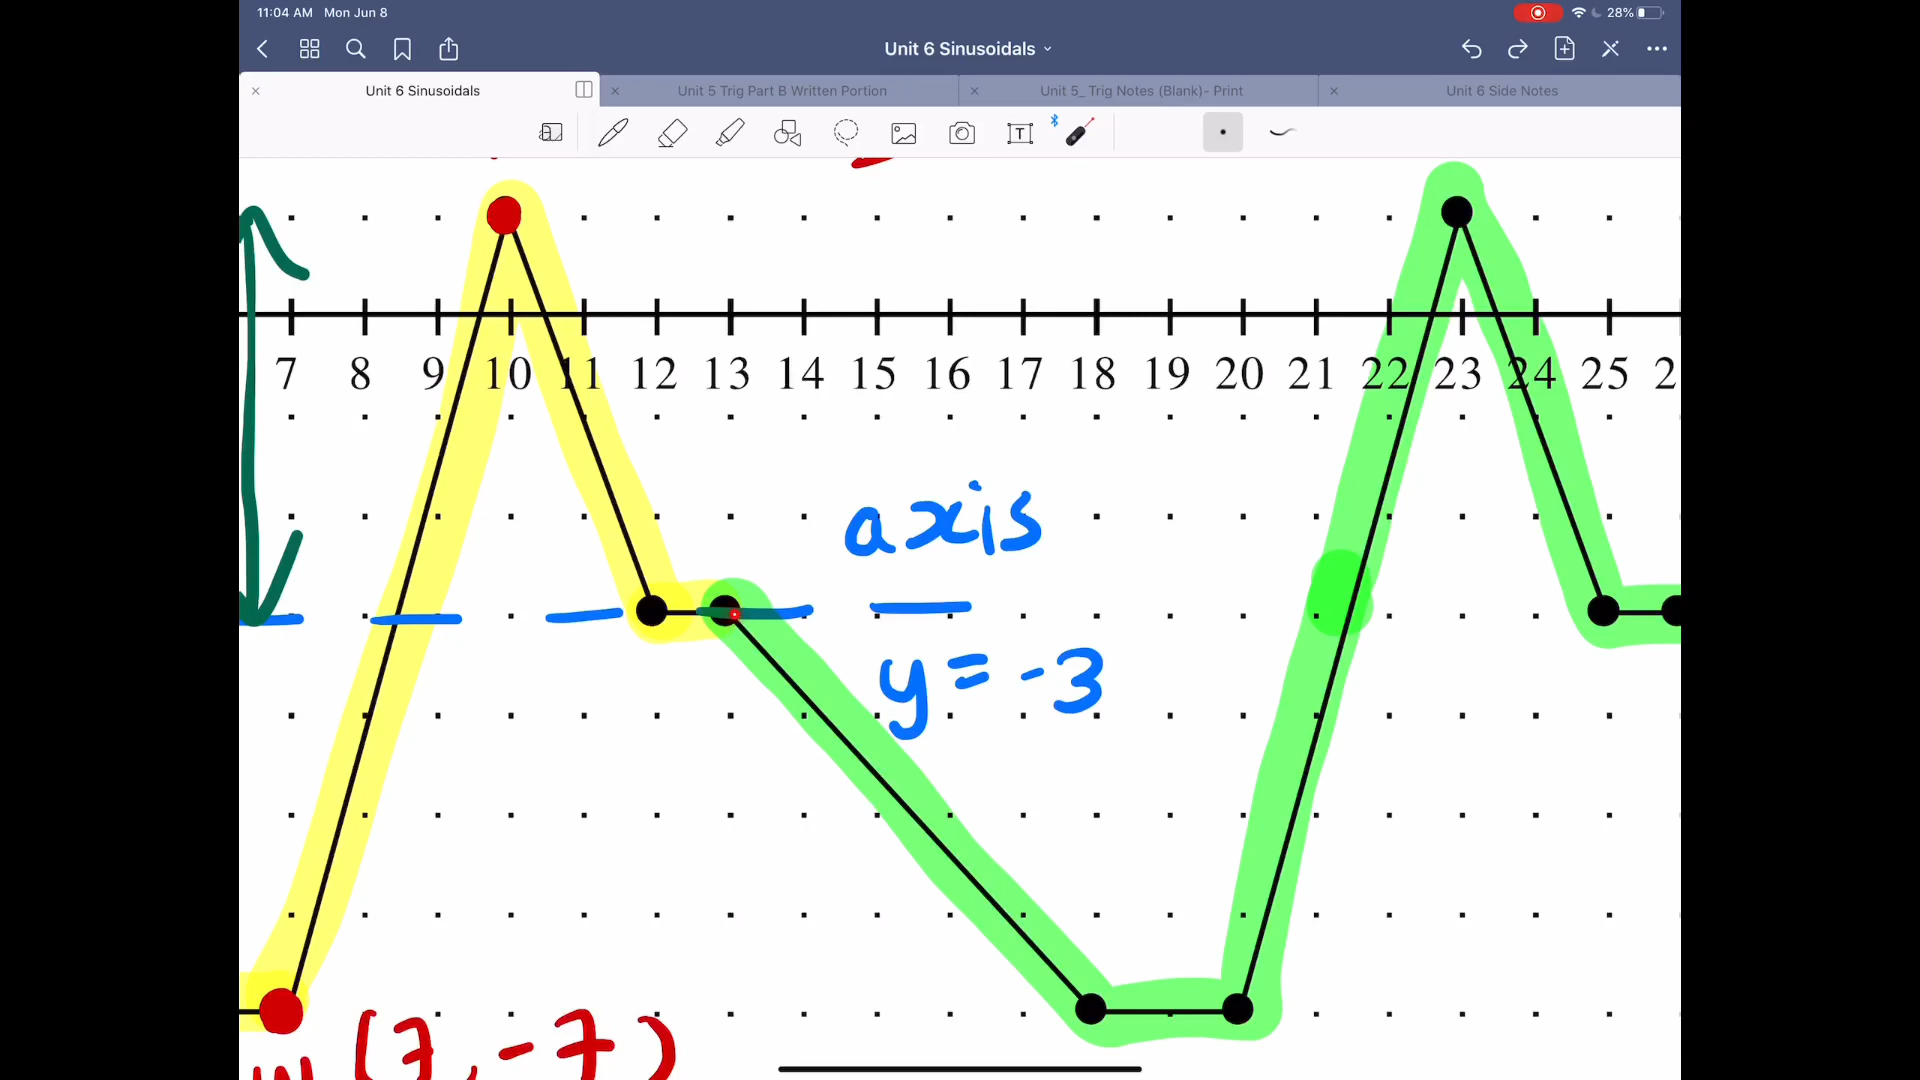 11:04 AM Mon Jun 8
28%
Unit 6 Sinusoidals
Unit 6 Sinusoidals
Unit 5 Trig Part B Written Portion
Unit 5_ Trig Notes (Blank)- Print
Unit 6 Side Notes
T
7 8 9 10 11 12 13 14 15 16 17 18 19 20 21 22 23 24 25 2
axis
y = -3
(7, -7)